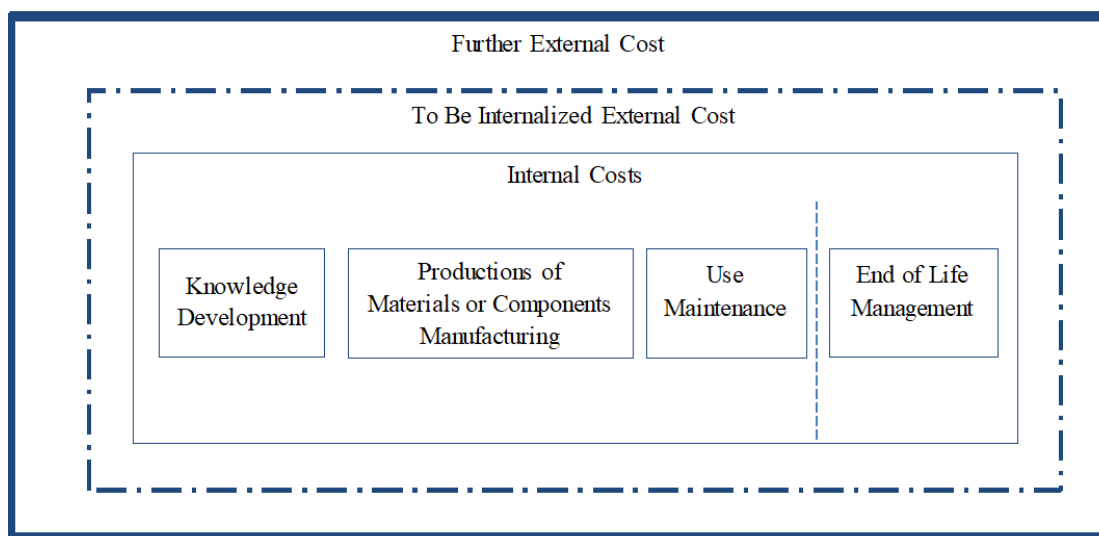 Further External Cost
To Be Internalized External Cost
Internal Costs
Knowledge
Development
Productions of
Materials or Components
Manufacturing
Use
Maintenance
End of Life
Management